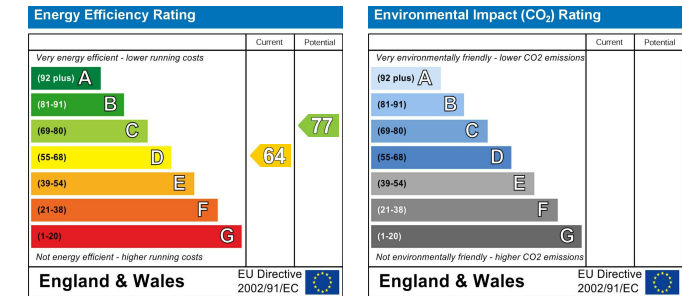 Energy Efficiency Rating
Current Potential
Very energy efficient - lower running costs
(92 plus) A
(81-91) B
(69-80) C
77
(55-68) D
64
(39-54) E
(21-38) F
(1-20) G
Not energy efficient - higher running costs
England & Wales
EU Directive
2002/91/EC
Environmental Impact (CO₂) Rating
Current Potential
Very environmentally friendly - lower CO2 emissions
(92 plus) A
(81-91) B
(69-80) C
(55-68) D
(39-54) E
(21-38) F
(1-20) G
Not environmentally friendly - higher CO2 emissions
England & Wales
EU Directive
2002/91/EC